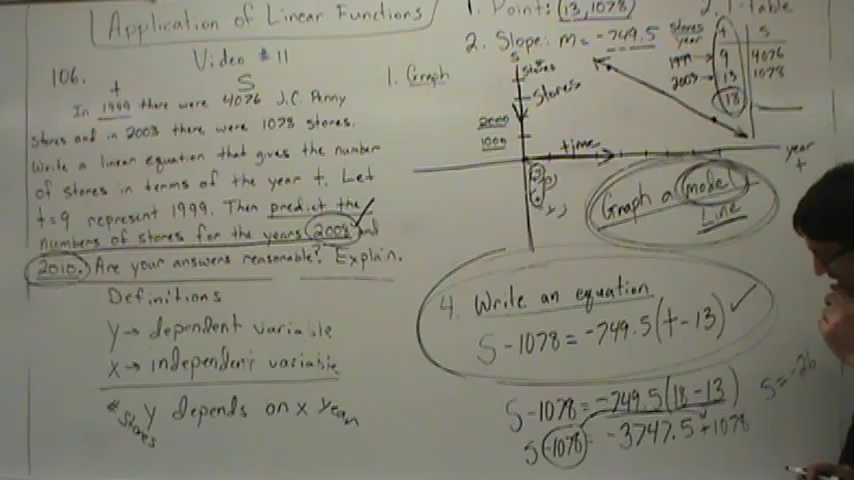 Application of Linear Functions
Video #11
106.
t
S
In 1999 there were 4076 J.C. Penny
stores and in 2003 there were 1078 stores.
Write a linear equation that gives the number
of stores in terms of the year t. Let
t=9 represent 1999. Then predict the
numbers of stores for the years 2008 and
2010. Are your answers reasonable? Explain.
Definitions
y → dependent variable
x → independent variable
# stores y depends on x year
1. Graph
1. Point: (13, 1078)
2. Slope: m = -749.5
2. T-table
stores
year
t S
1999 → 9 4076
2003 → 13 1078
18
S
stores
stores
2000
1000
time
year
t
Graph a model
Line
4. Write an equation
S - 1078 = -749.5(t - 13)
S - 1078 = -749.5(18 - 13)
S - 1078 = -3747.5 + 1078
S = -26